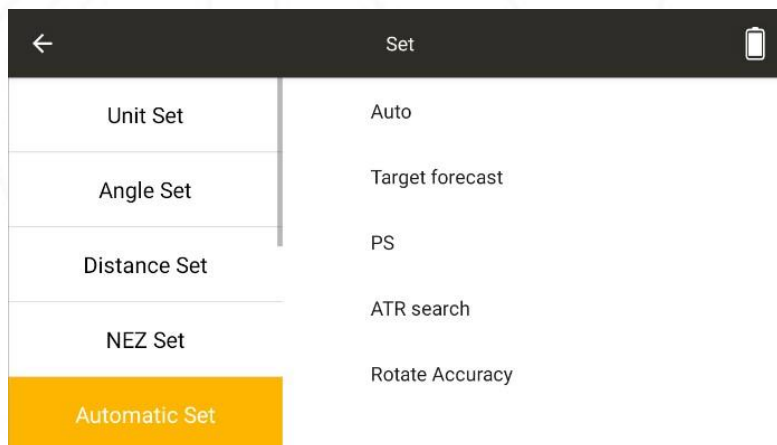 Set
Unit Set
Angle Set
Distance Set
NEZ Set
Automatic Set
Auto
Target forecast
PS
ATR search
Rotate Accuracy